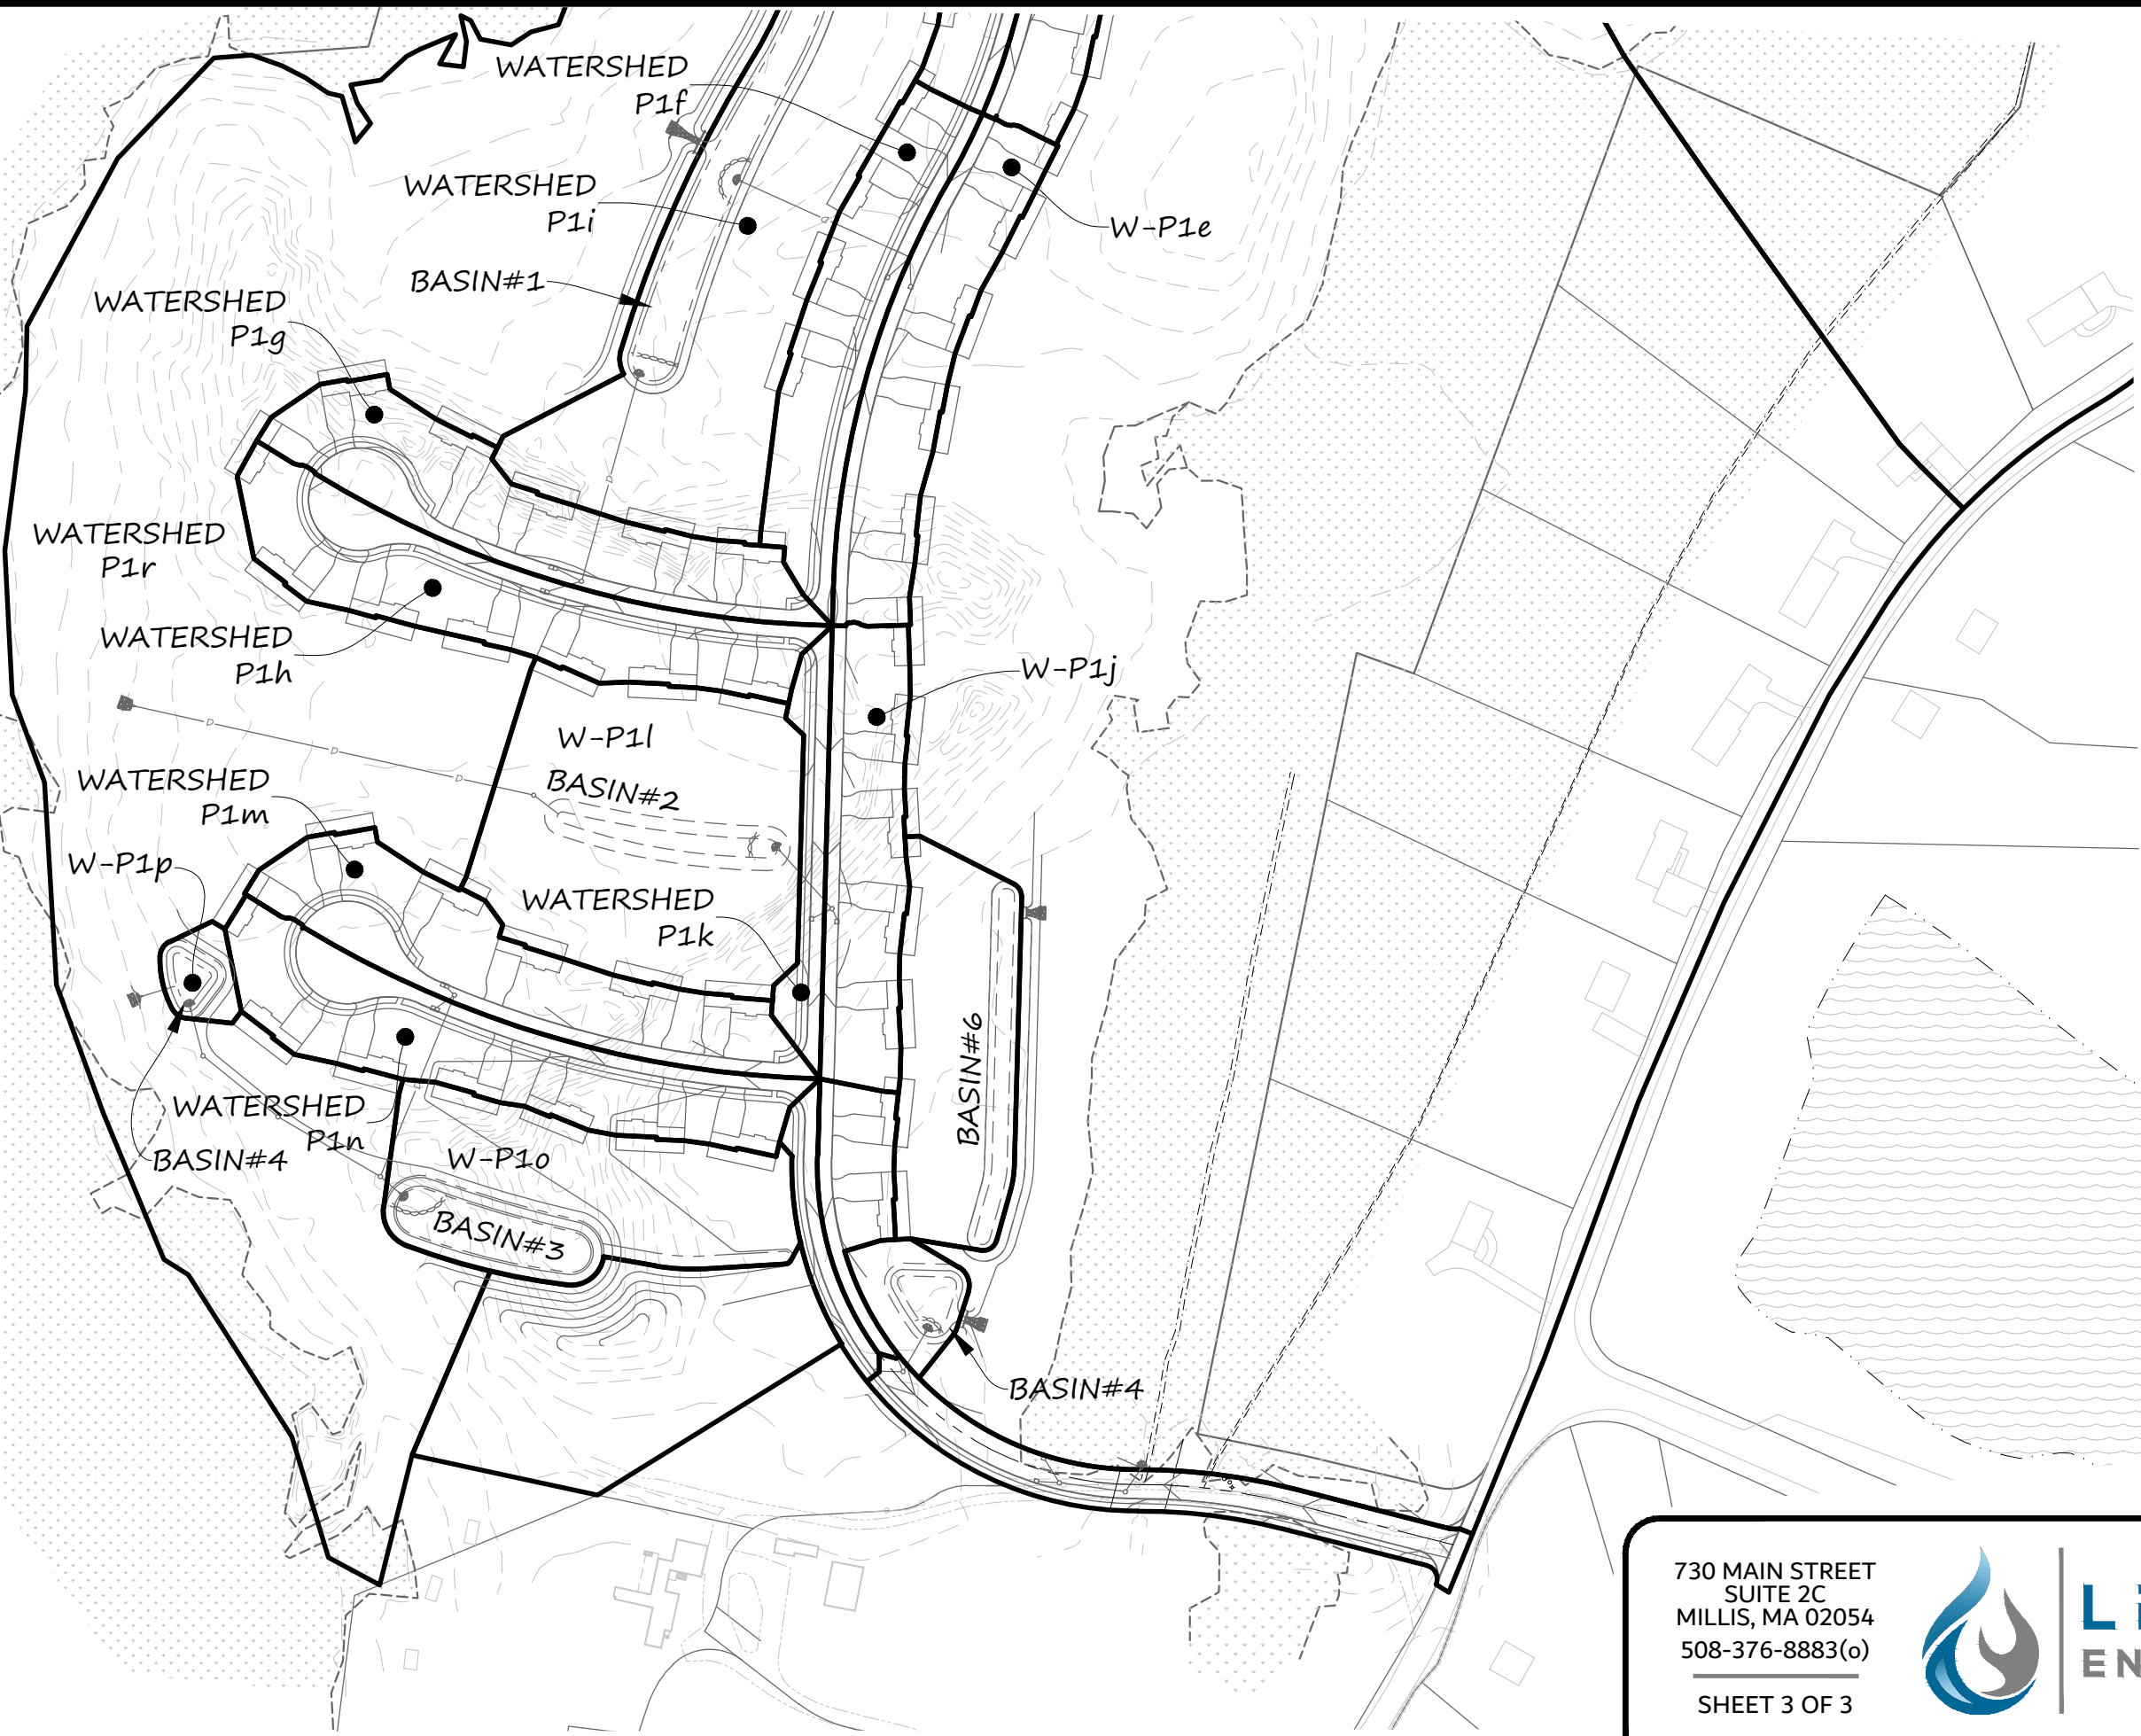 WATERSHED
P1f
WATERSHED
P1i
W-P1e
BASIN#1
WATERSHED
P1g
WATERSHED
P1r
WATERSHED
P1h
W-P1j
W-P1l
D
D
D
D
D
BASIN#2
WATERSHED
P1m
W-P1p
WATERSHED
P1k
BASIN#6
WATERSHED
P1n
BASIN#4
W-P1o
BASIN#3
BASIN#4
730 MAIN STREET
SUITE 2C
MILLIS, MA 02054
508-376-8883(o)
SHEET 3 OF 3
EN